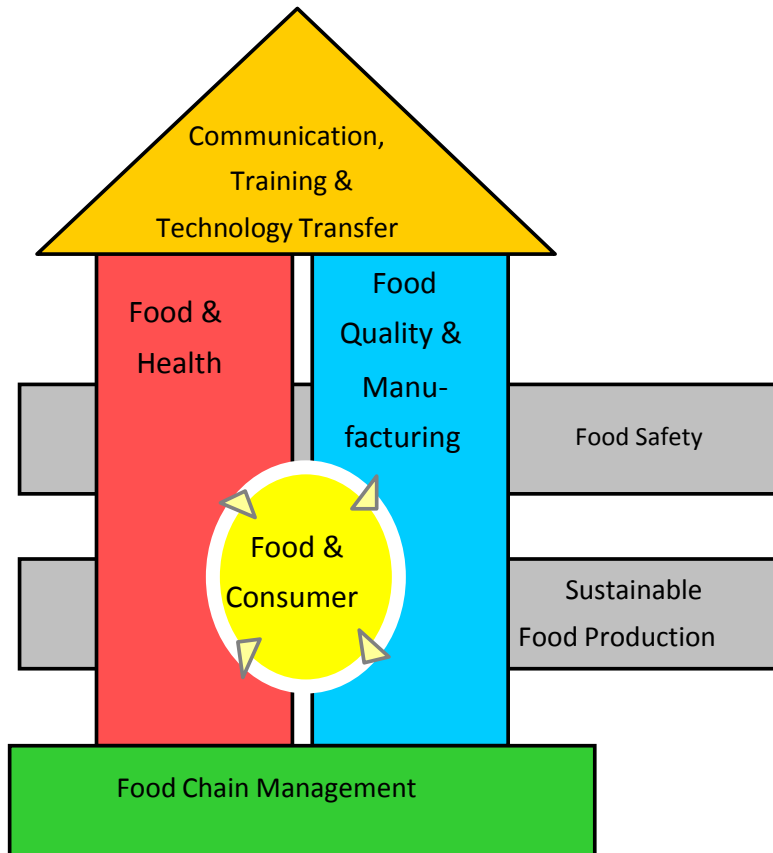 Communication,
Training &
Technology Transfer
Food &
Health
Food
Quality &
Manu-
facturing
Food Safety
Food &
Consumer
Sustainable
Food Production
Food Chain Management